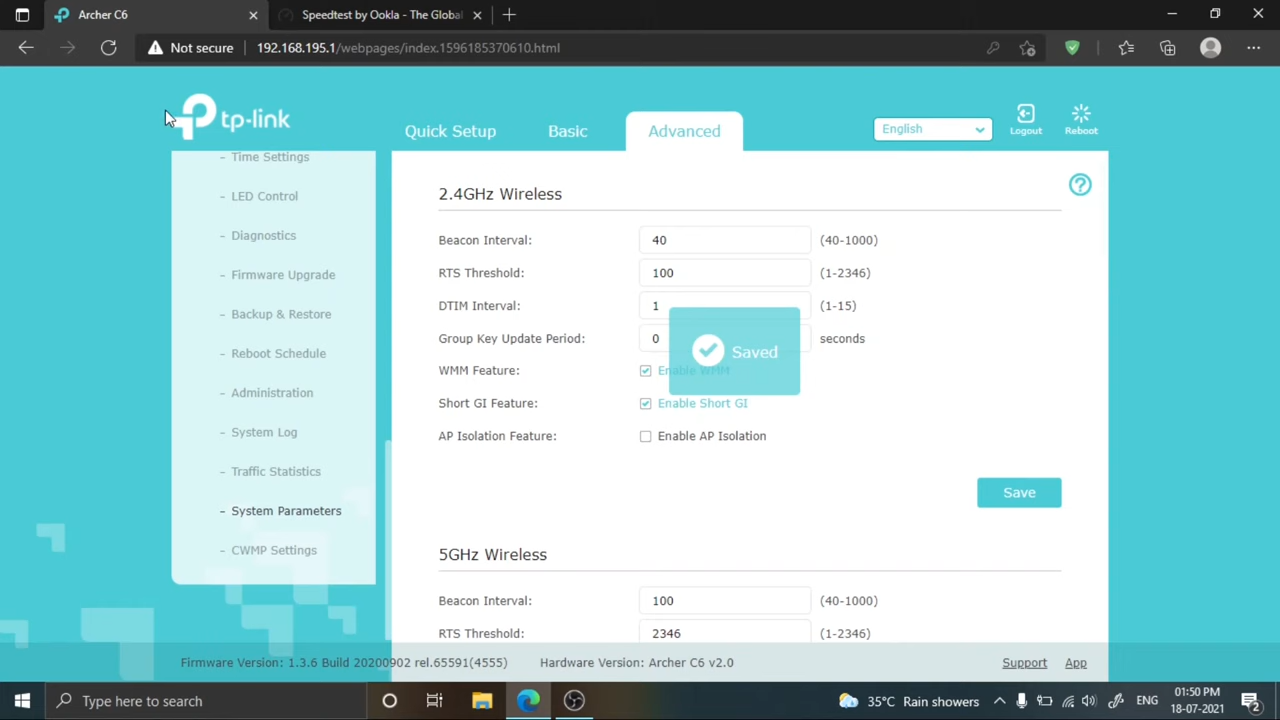 Archer C6
Speedtest by Ookla - The Global
Not secure
192.168.195.1/webpages/index.1596185370610.html
tp-link
Quick Setup
Basic
Advanced
English
Logout
Reboot
- Time Settings
- LED Control
- Diagnostics
- Firmware Upgrade
- Backup & Restore
- Reboot Schedule
- Administration
- System Log
- Traffic Statistics
- System Parameters
- CWMP Settings
2.4GHz Wireless
Beacon Interval: 40 (40-1000)
RTS Threshold: 100 (1-2346)
DTIM Interval: 1 (1-15)
Group Key Update Period: 0 seconds
Saved
WMM Feature: Enable WMM
Short GI Feature: Enable Short GI
AP Isolation Feature: Enable AP Isolation
Save
5GHz Wireless
Beacon Interval: 100 (40-1000)
RTS Threshold: 2346 (1-2346)
Firmware Version: 1.3.6 Build 20200902 rel.65591(4555) Hardware Version: Archer C6 v2.0 Support App
Type here to search
35°C Rain showers
ENG
01:50 PM
18-07-2021
2